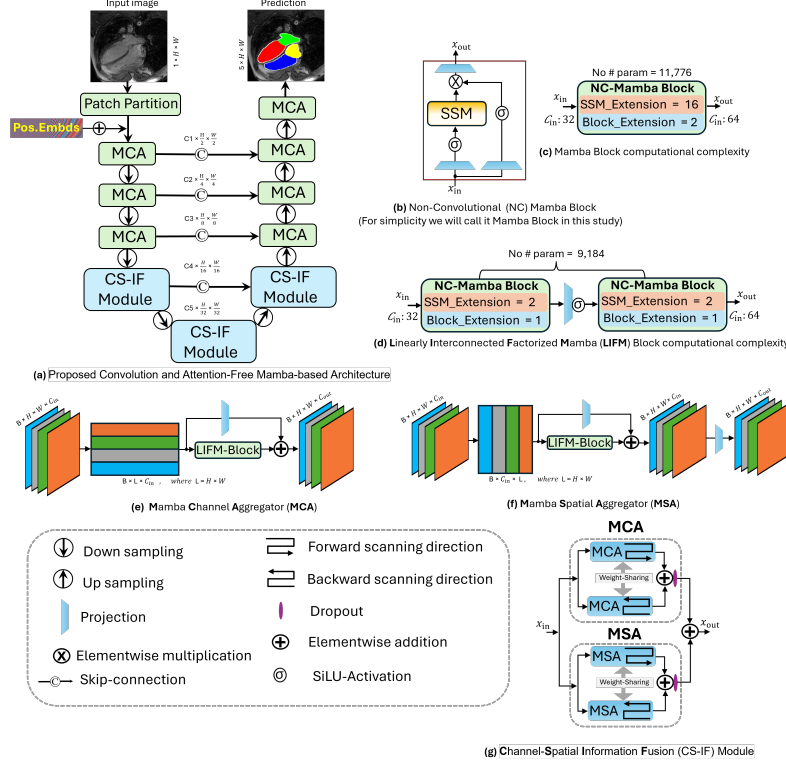 Input image
Prediction
1 × H × W
5 × H × W
Patch Partition
Pos.Embds
MCA
MCA
MCA
MCA
MCA
MCA
MCA
C1 × H/2 × W/2
C2 × H/4 × W/4
C3 × H/8 × W/8
C4 × H/16 × W/16
C5 × H/32 × W/32
CS-IF
Module
CS-IF
Module
CS-IF
Module
(a) Proposed Convolution and Attention-Free Mamba-based Architecture
x_out
SSM
σ
σ
x_in
(b) Non-Convolutional (NC) Mamba Block
(For simplicity we will call it Mamba Block in this study)
No # param = 11,776
NC-Mamba Block
x_in
x_out
SSM_Extension = 16
C_in: 32
C_in: 64
Block_Extension = 2
(c) Mamba Block computational complexity
No # param = 9,184
NC-Mamba Block
NC-Mamba Block
x_in
x_out
SSM_Extension = 2
σ
SSM_Extension = 2
C_in: 32
C_in: 64
Block_Extension = 1
Block_Extension = 1
(d) Linearly Interconnected Factorized Mamba (LIFM) Block computational complexity
B × H × W × C_in
LIFM-Block
B × H × W × C_out
B × L × C_in , where L = H × W
(e) Mamba Channel Aggregator (MCA)
B × H × W × C_in
LIFM-Block
B × H × W × C_in
B × H × W × C_out
B × C_in × L , where L = H × W
(f) Mamba Spatial Aggregator (MSA)
Down sampling
Up sampling
Projection
Elementwise multiplication
Skip-connection
Forward scanning direction
Backward scanning direction
Dropout
Elementwise addition
σ SiLU-Activation
MCA
MCA
Weight-Sharing
MCA
x_in
x_out
MSA
MSA
Weight-Sharing
MSA
(g) Channel-Spatial Information Fusion (CS-IF) Module